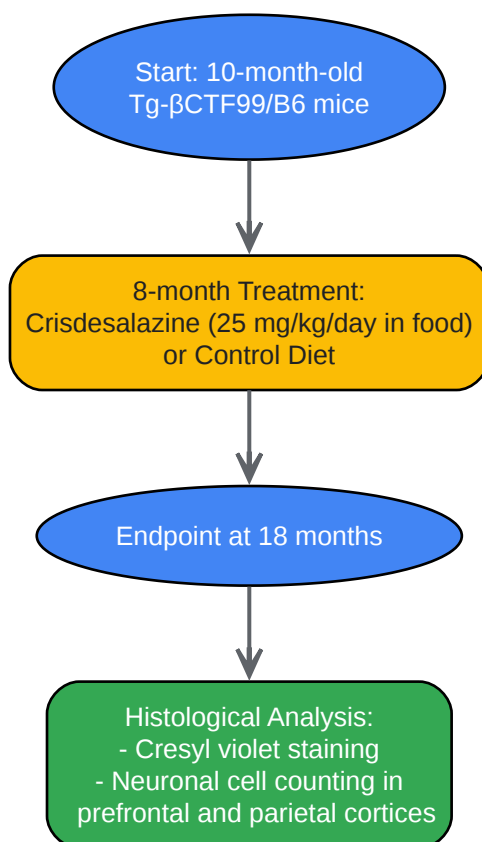 Start: 10-month-old
Tg-βCTF99/B6 mice
8-month Treatment:
Crisdesalazine (25 mg/kg/day in food)
or Control Diet
Endpoint at 18 months
Histological Analysis:
- Cresyl violet staining
- Neuronal cell counting in
prefrontal and parietal cortices